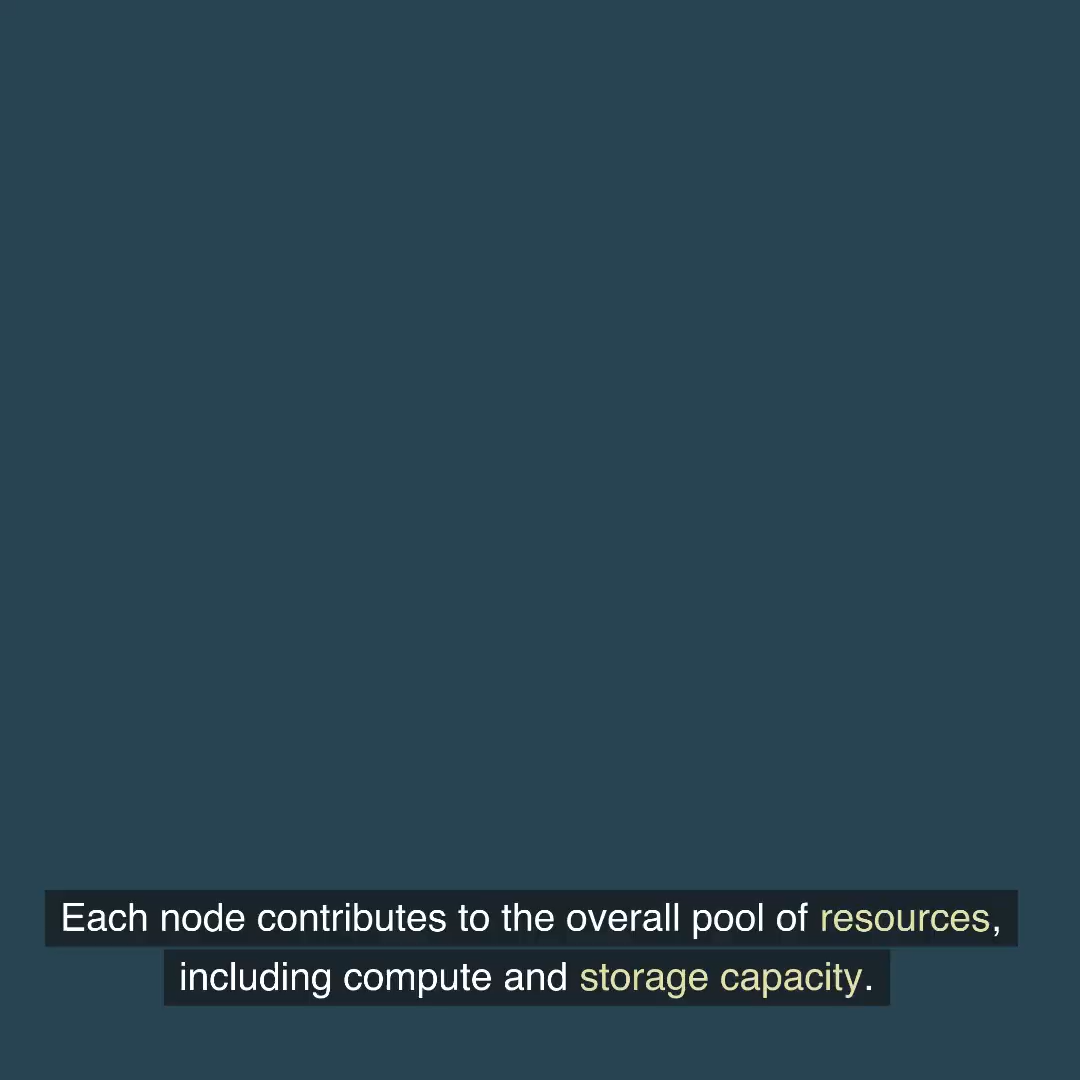 Each node contributes to the overall pool of resources,
including compute and storage capacity.